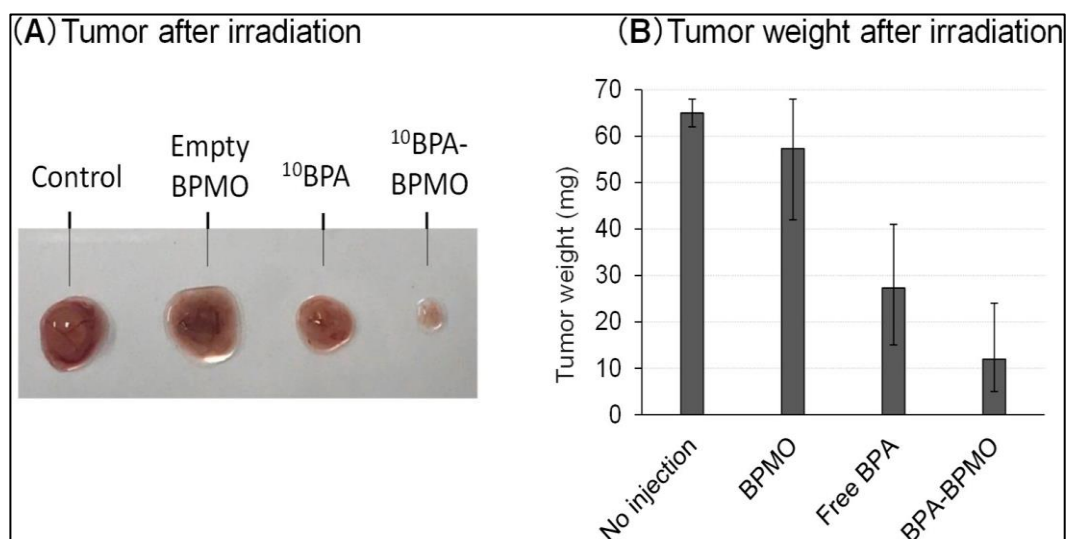 (A) Tumor after irradiation
Control
Empty
BPMO
¹⁰BPA
¹⁰BPA-
BPMO
(B) Tumor weight after irradiation
Tumor weight (mg)
70
60
50
40
30
20
10
0
No injection
BPMO
Free BPA
BPA-BPMO